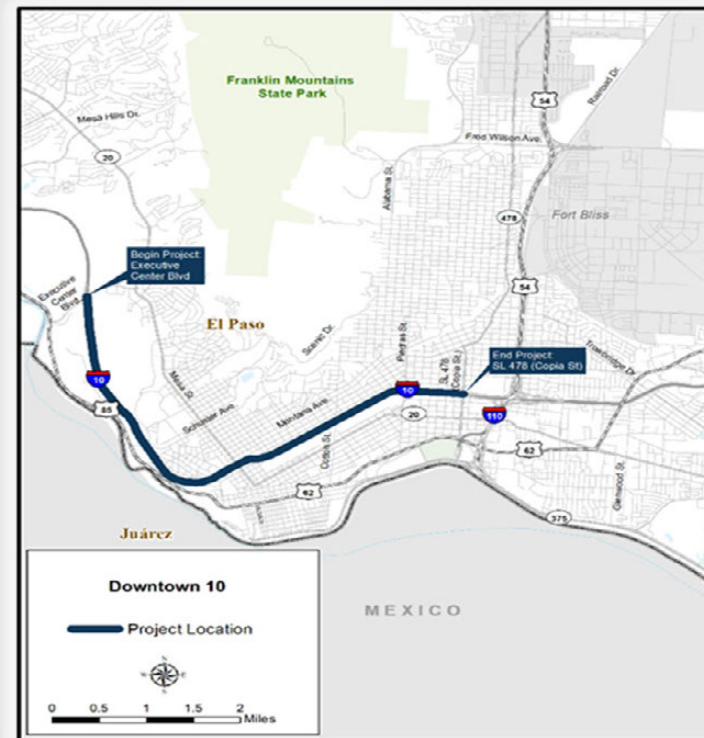 Franklin Mountains
State Park
54
Railroad Dr.
Mesa Hills Dr.
20
Fred Wilson Ave.
Alabama St.
478
Fort Bliss
Begin Project:
Executive
Center Blvd
Executive
Center
Blvd.
54
El Paso
Scenic Dr.
Piedras St.
SL 478
(Copia St)
End Project:
SL 478 (Copia St)
Trowbridge Dr
10
85
Mesa St.
Schuster Ave.
Montana Ave.
10
20
110
Cotton St.
62
62
Glenwood St.
375
Juárez
MEXICO
Downtown 10
Project Location
N
W
E
S
0 0.5 1 1.5 2
Miles